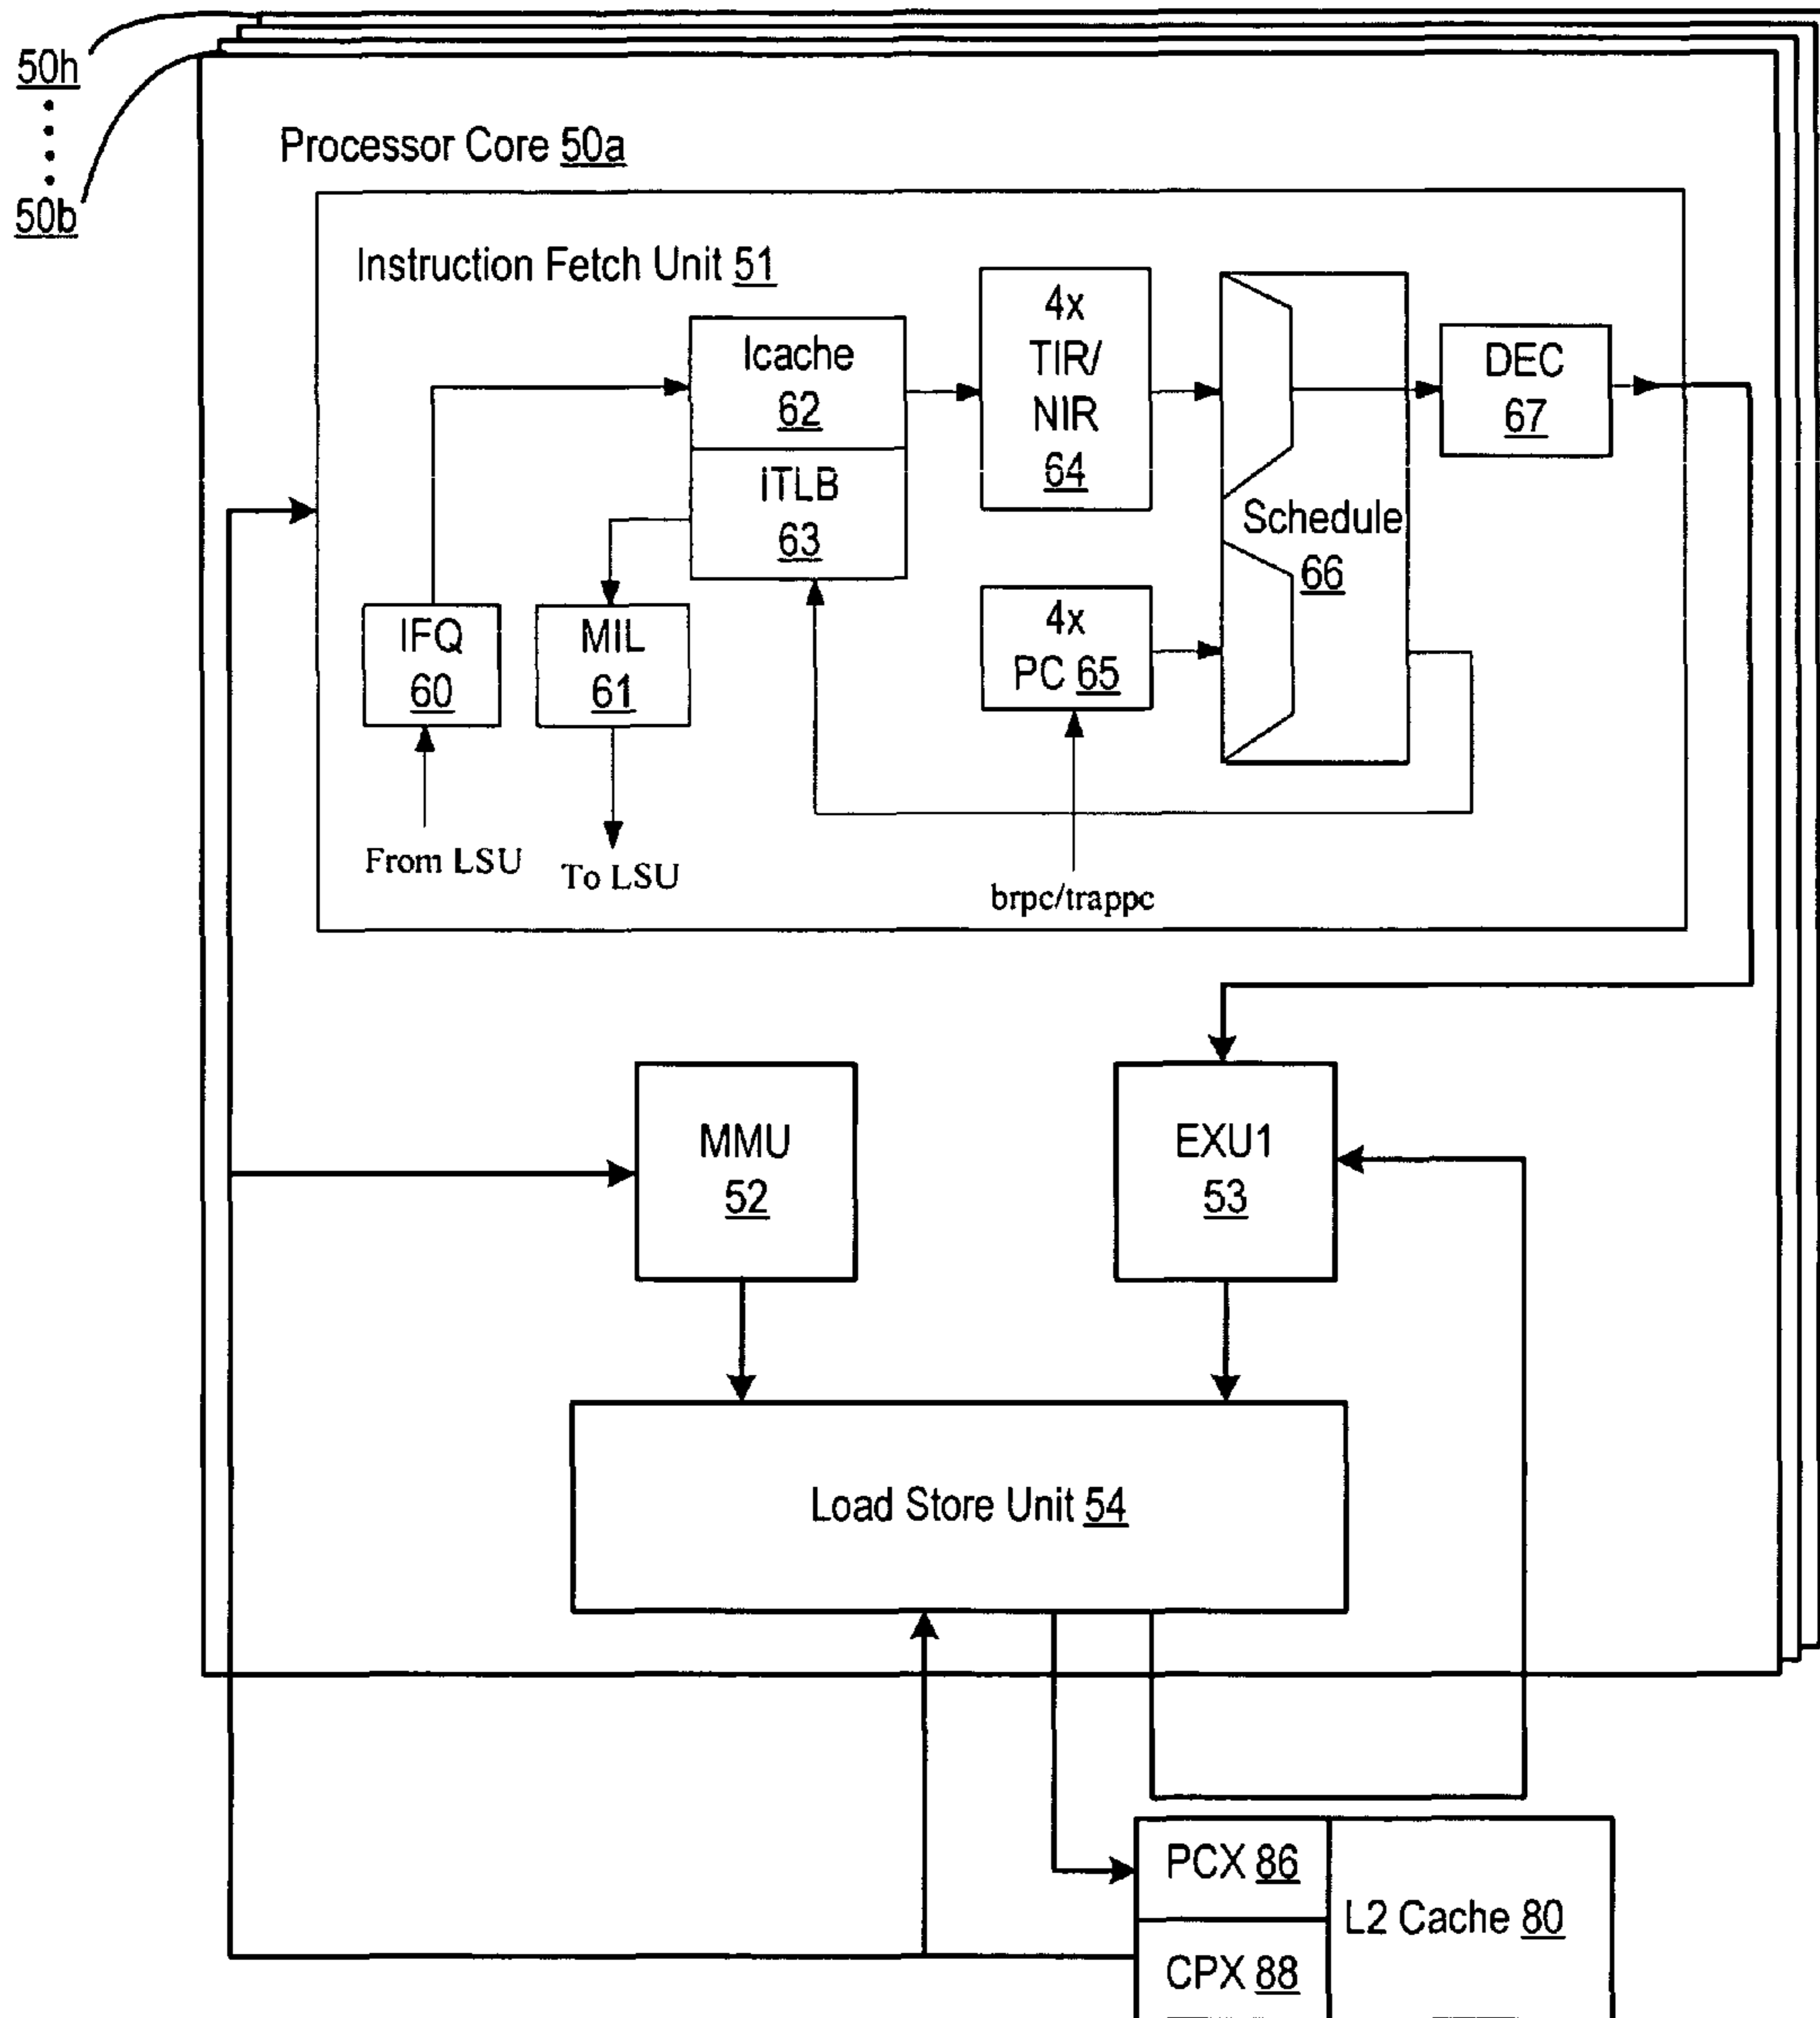 50h
50b
Processor Core 50a
Instruction Fetch Unit 51
Icache
62
iTLB
63
4x
TIR/
NIR
64
Schedule
66
DEC
67
IFQ
60
MIL
61
4x
PC 65
From LSU
To LSU
brpc/trappc
MMU
52
EXU1
53
Load Store Unit 54
PCX 86
L2 Cache 80
CPX 88